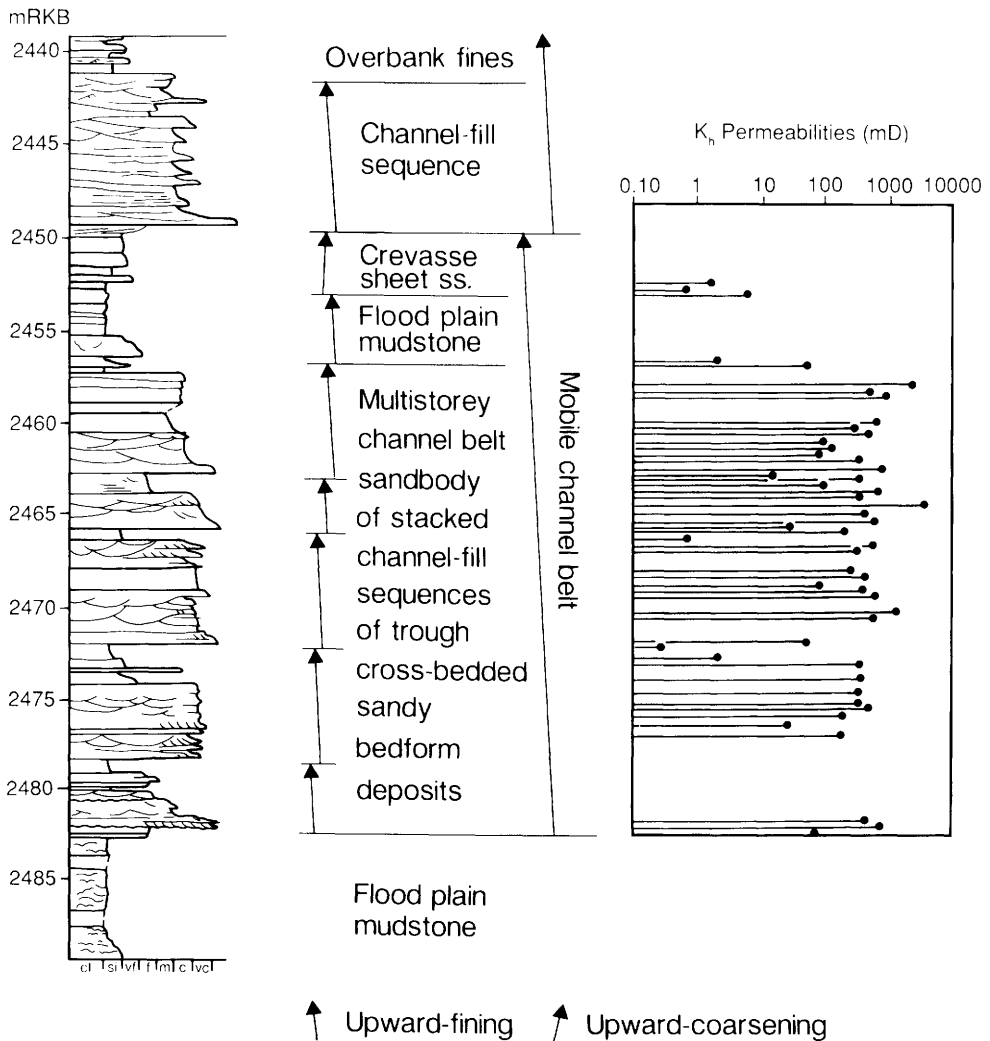 mRKB
2440
2445
2450
2455
2460
2465
2470
2475
2480
2485
cl si vf f m c vc
Overbank fines
Channel-fill
sequence
Crevasse
sheet ss.
Flood plain
mudstone
Multistorey
channel belt
sandbody
of stacked
channel-fill
sequences
of trough
cross-bedded
sandy
bedform
deposits
Flood plain
mudstone
Mobile channel belt
Kh Permeabilities (mD)
0.10 1 10 100 1000 10000
Upward-fining Upward-coarsening